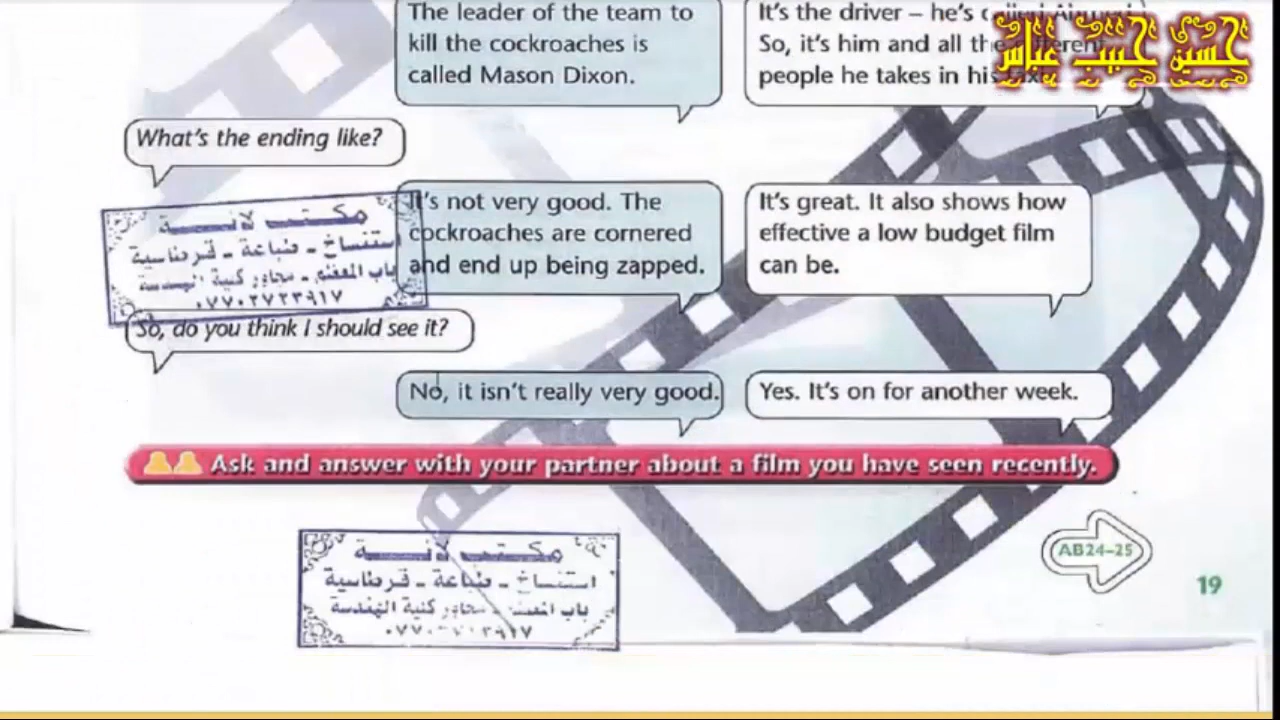 The leader of the team to
kill the cockroaches is
called Mason Dixon.
It's the driver – he's
So, it's him and all the
people he takes in his
حسين حبيب عباس
What's the ending like?
It's not very good. The
cockroaches are cornered
and end up being zapped.
It's great. It also shows how
effective a low budget film
can be.
استنساخ - طباعة - قرطاسية
باب المعظم - مجاور كلية الهندسة
So, do you think I should see it?
No, it isn't really very good.
Yes. It's on for another week.
Ask and answer with your partner about a film you have seen recently.
استنساخ - طباعة - قرطاسية
باب المعظم - مجاور كلية الهندسة
AB24–25
19